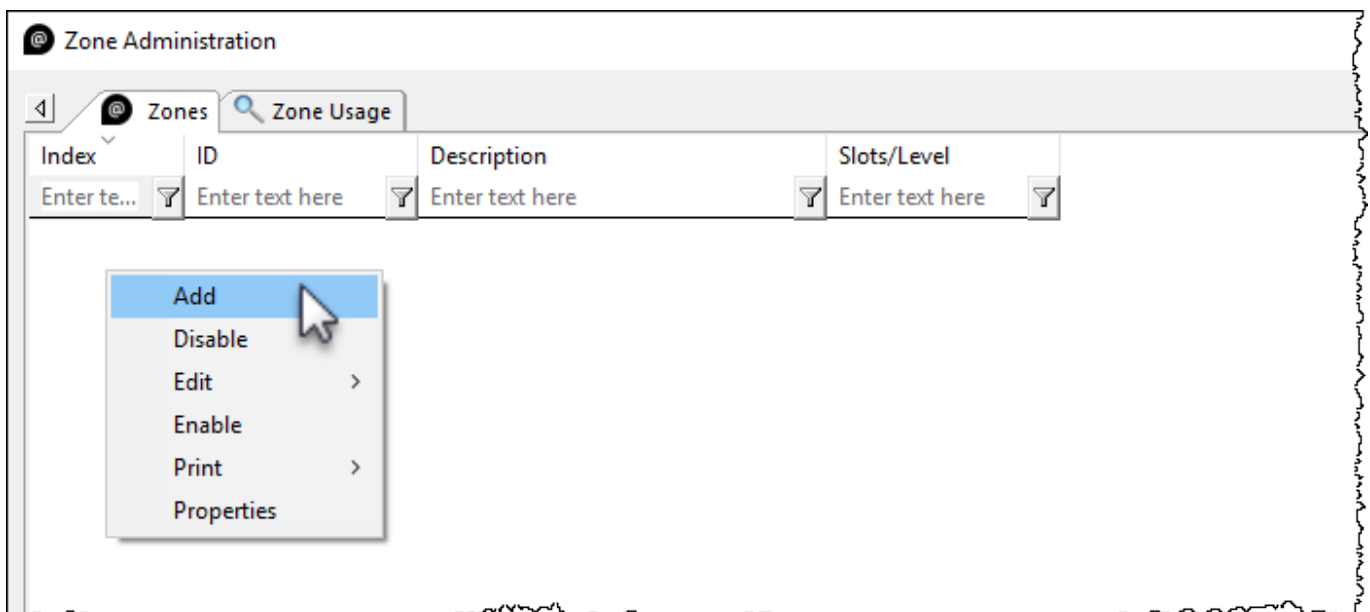 @ Zone Administration
@ Zones Zone Usage
Index ID Description Slots/Level
Enter te... Enter text here Enter text here Enter text here
Add
Disable
Edit >
Enable
Print >
Properties